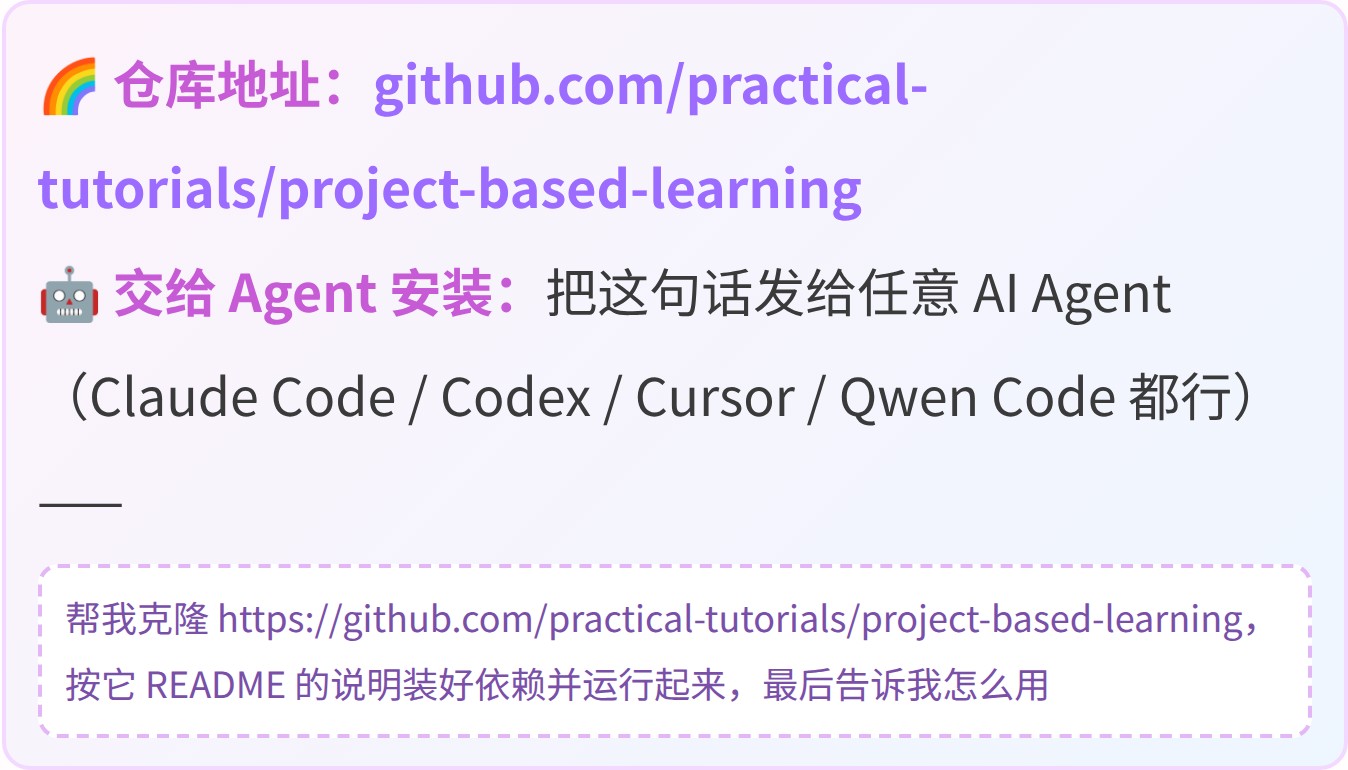 🌈 仓库地址：github.com/practical-
tutorials/project-based-learning
🤖 交给 Agent 安装：把这句话发给任意 AI Agent
（Claude Code / Codex / Cursor / Qwen Code 都行）
——
帮我克隆 https://github.com/practical-tutorials/project-based-learning，
按它 README 的说明装好依赖并运行起来，最后告诉我怎么用